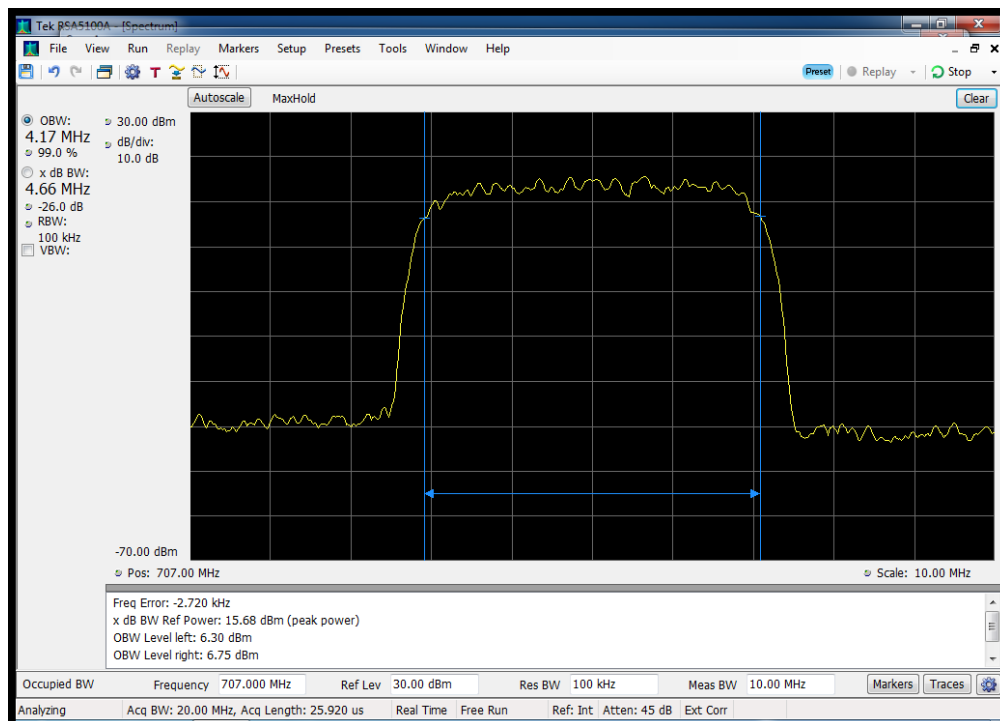 Tek RSA5100A - [Spectrum]
File View Run Replay Markers Setup Presets Tools Window Help
T Preset Replay Stop
Autoscale MaxHold Clear
OBW:
4.17 MHz
99.0 %
x dB BW:
4.66 MHz
-26.0 dB
RBW:
100 kHz
VBW:
30.00 dBm
dB/div:
10.0 dB
-70.00 dBm
Pos: 707.00 MHz Scale: 10.00 MHz
Freq Error: -2.720 kHz
x dB BW Ref Power: 15.68 dBm (peak power)
OBW Level left: 6.30 dBm
OBW Level right: 6.75 dBm
Occupied BW Frequency 707.000 MHz Ref Lev 30.00 dBm Res BW 100 kHz Meas BW 10.00 MHz Markers Traces
Analyzing Acq BW: 20.00 MHz, Acq Length: 25.920 us Real Time Free Run Ref: Int Atten: 45 dB Ext Corr